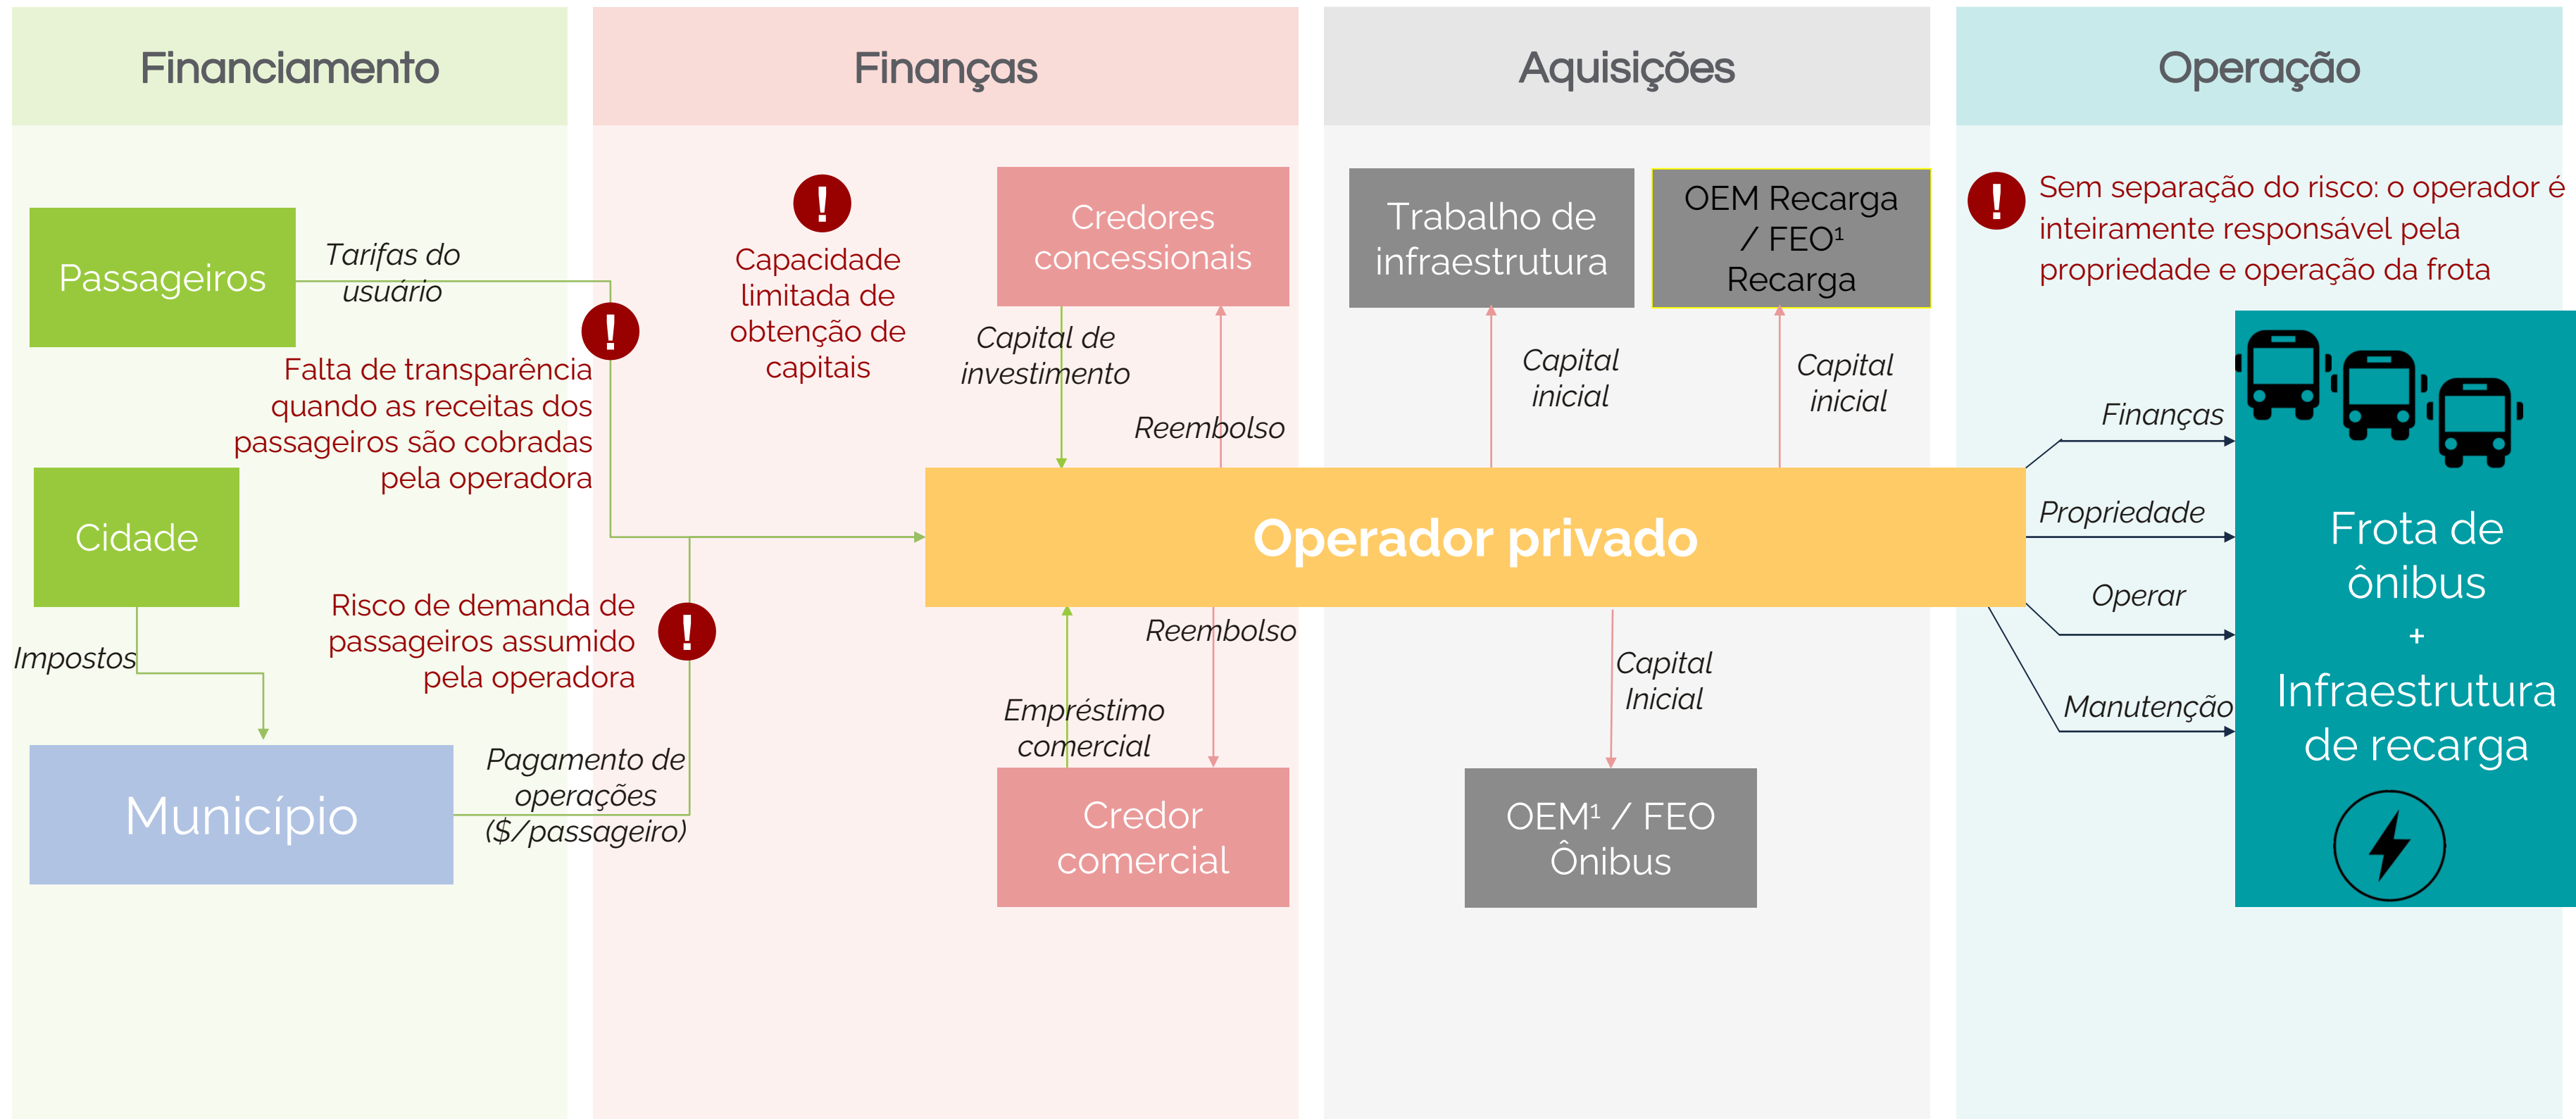 Financiamento
Finanças
Aquisições
Operação
Passageiros
Tarifas do
usuário
Falta de transparência
quando as receitas dos
passageiros são cobradas
pela operadora
Cidade
Impostos
Risco de demanda de
passageiros assumido
pela operadora
Município
Pagamento de
operações
($/passageiro)
Capacidade
limitada de
obtenção de
capitais
Credores
concessionais
Capital de
investimento
Reembolso
Operador privado
Reembolso
Empréstimo
comercial
Credor
comercial
Trabalho de
infraestrutura
OEM Recarga
/ FEO¹
Recarga
Capital
inicial
Capital
inicial
Capital
Inicial
OEM¹ / FEO
Ônibus
Sem separação do risco: o operador é
inteiramente responsável pela
propriedade e operação da frota
Finanças
Propriedade
Operar
Manutenção
Frota de
ônibus
+
Infraestrutura
de recarga